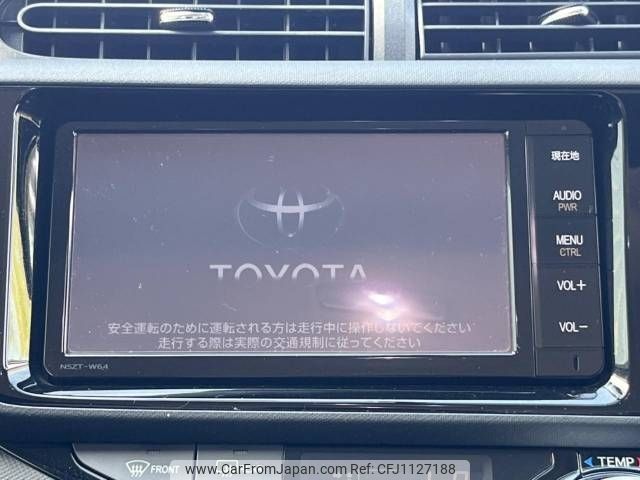 現在地
AUDIO
PWR
MENU
CTRL
VOL+
VOL−
TOYOTA
安全運転のために運転される方は走行中に操作しないでください
走行する際は実際の交通規制に従ってください
NSZT-W64
FRONT
TEMP
www.CarFromJapan.com Car No. CFJ1127188